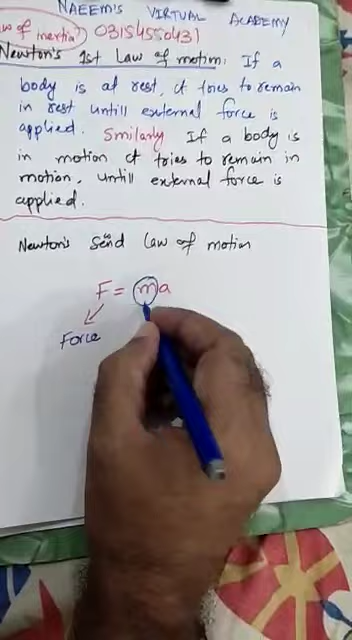 NAEEM'S VIRTUAL ACADEMY
w of inertia) 03154550431
Newton's 1st Law of motion: If a
body is at rest, it tries to remain
in rest untill external force is
applied. Similarly If a body is
in motion it tries to remain in
motion, untill external force is
applied.
Newton's Law of motion
F = ma
Force